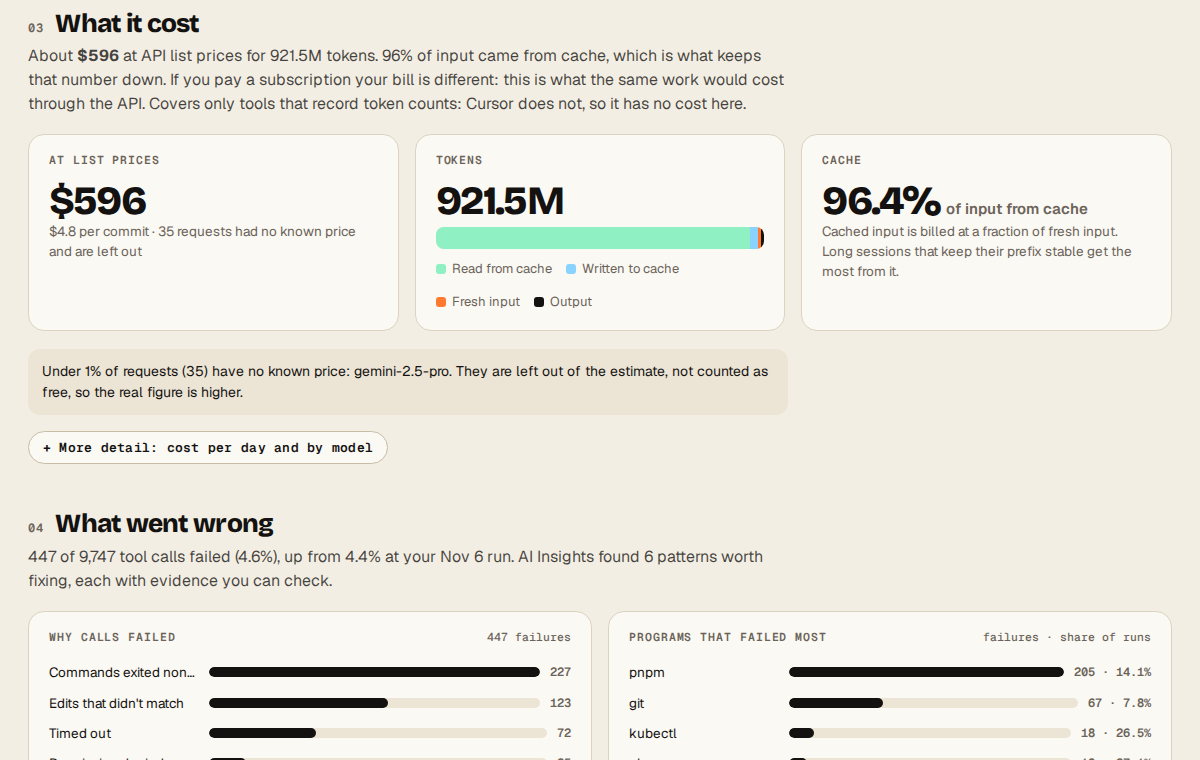 03 What it cost
About $596 at API list prices for 921.5M tokens. 96% of input came from cache, which is what keeps
that number down. If you pay a subscription your bill is different: this is what the same work would cost
through the API. Covers only tools that record token counts: Cursor does not, so it has no cost here.
AT LIST PRICES
$596
$4.8 per commit · 35 requests had no known price
and are left out
TOKENS
921.5M
Read from cache Written to cache
Fresh input Output
CACHE
96.4% of input from cache
Cached input is billed at a fraction of fresh input.
Long sessions that keep their prefix stable get the
most from it.
Under 1% of requests (35) have no known price: gemini-2.5-pro. They are left out of the estimate, not counted as
free, so the real figure is higher.
+ More detail: cost per day and by model
04 What went wrong
447 of 9,747 tool calls failed (4.6%), up from 4.4% at your Nov 6 run. AI Insights found 6 patterns worth
fixing, each with evidence you can check.
WHY CALLS FAILED 447 failures
Commands exited non… 227
Edits that didn't match 123
Timed out 72
PROGRAMS THAT FAILED MOST failures · share of runs
pnpm 205 · 14.1%
git 67 · 7.8%
kubectl 18 · 26.5%